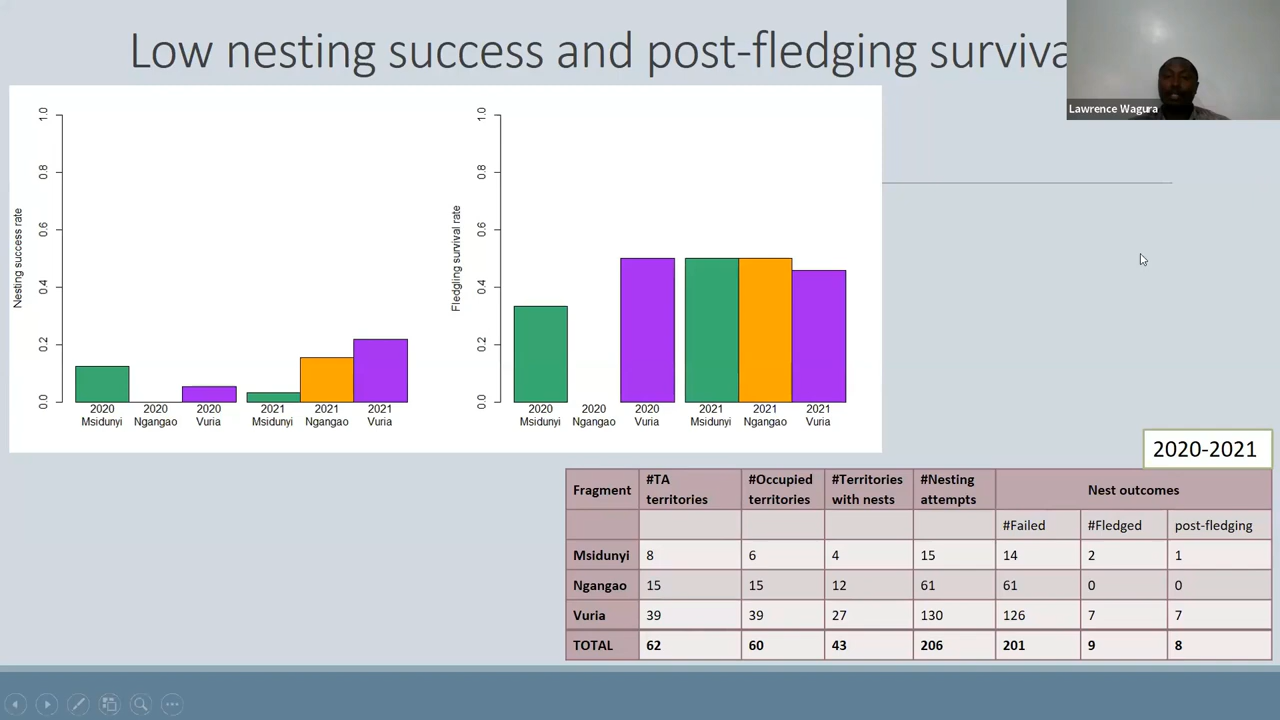 Low nesting success and post-fledging surviva
Lawrence Wagura
Nesting success rate
1.0
0.8
0.6
0.4
0.2
0.0
2020 2020 2020 2021 2021 2021
Msidunyi Ngangao Vuria Msidunyi Ngangao Vuria
Fledgling survival rate
1.0
0.8
0.6
0.4
0.2
0.0
2020 2020 2020 2021 2021 2021
Msidunyi Ngangao Vuria Msidunyi Ngangao Vuria
2020-2021
Fragment #TA territories #Occupied territories #Territories with nests #Nesting attempts Nest outcomes
#Failed #Fledged post-fledging
Msidunyi 8 6 4 15 14 2 1
Ngangao 15 15 12 61 61 0 0
Vuria 39 39 27 130 126 7 7
TOTAL 62 60 43 206 201 9 8